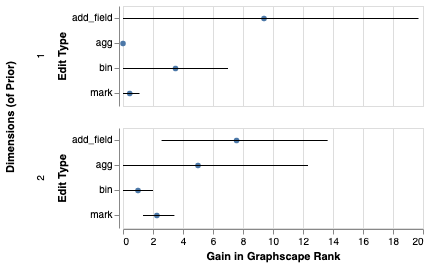 Dimensions (of Prior)
1
Edit Type
add_field
agg
bin
mark
2
Edit Type
add_field
agg
bin
mark
0 2 4 6 8 10 12 14 16 18 20
Gain in Graphscape Rank